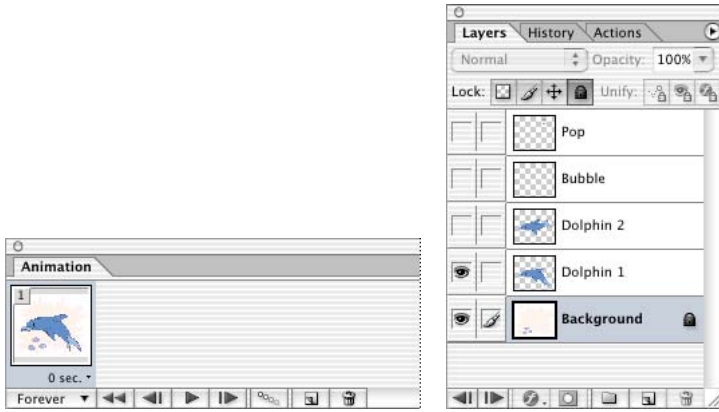 Layers History Actions
Normal Opacity: 100%
Lock: Unify:
Pop
Bubble
Dolphin 2
Dolphin 1
Background
Animation
1
0 sec.
Forever